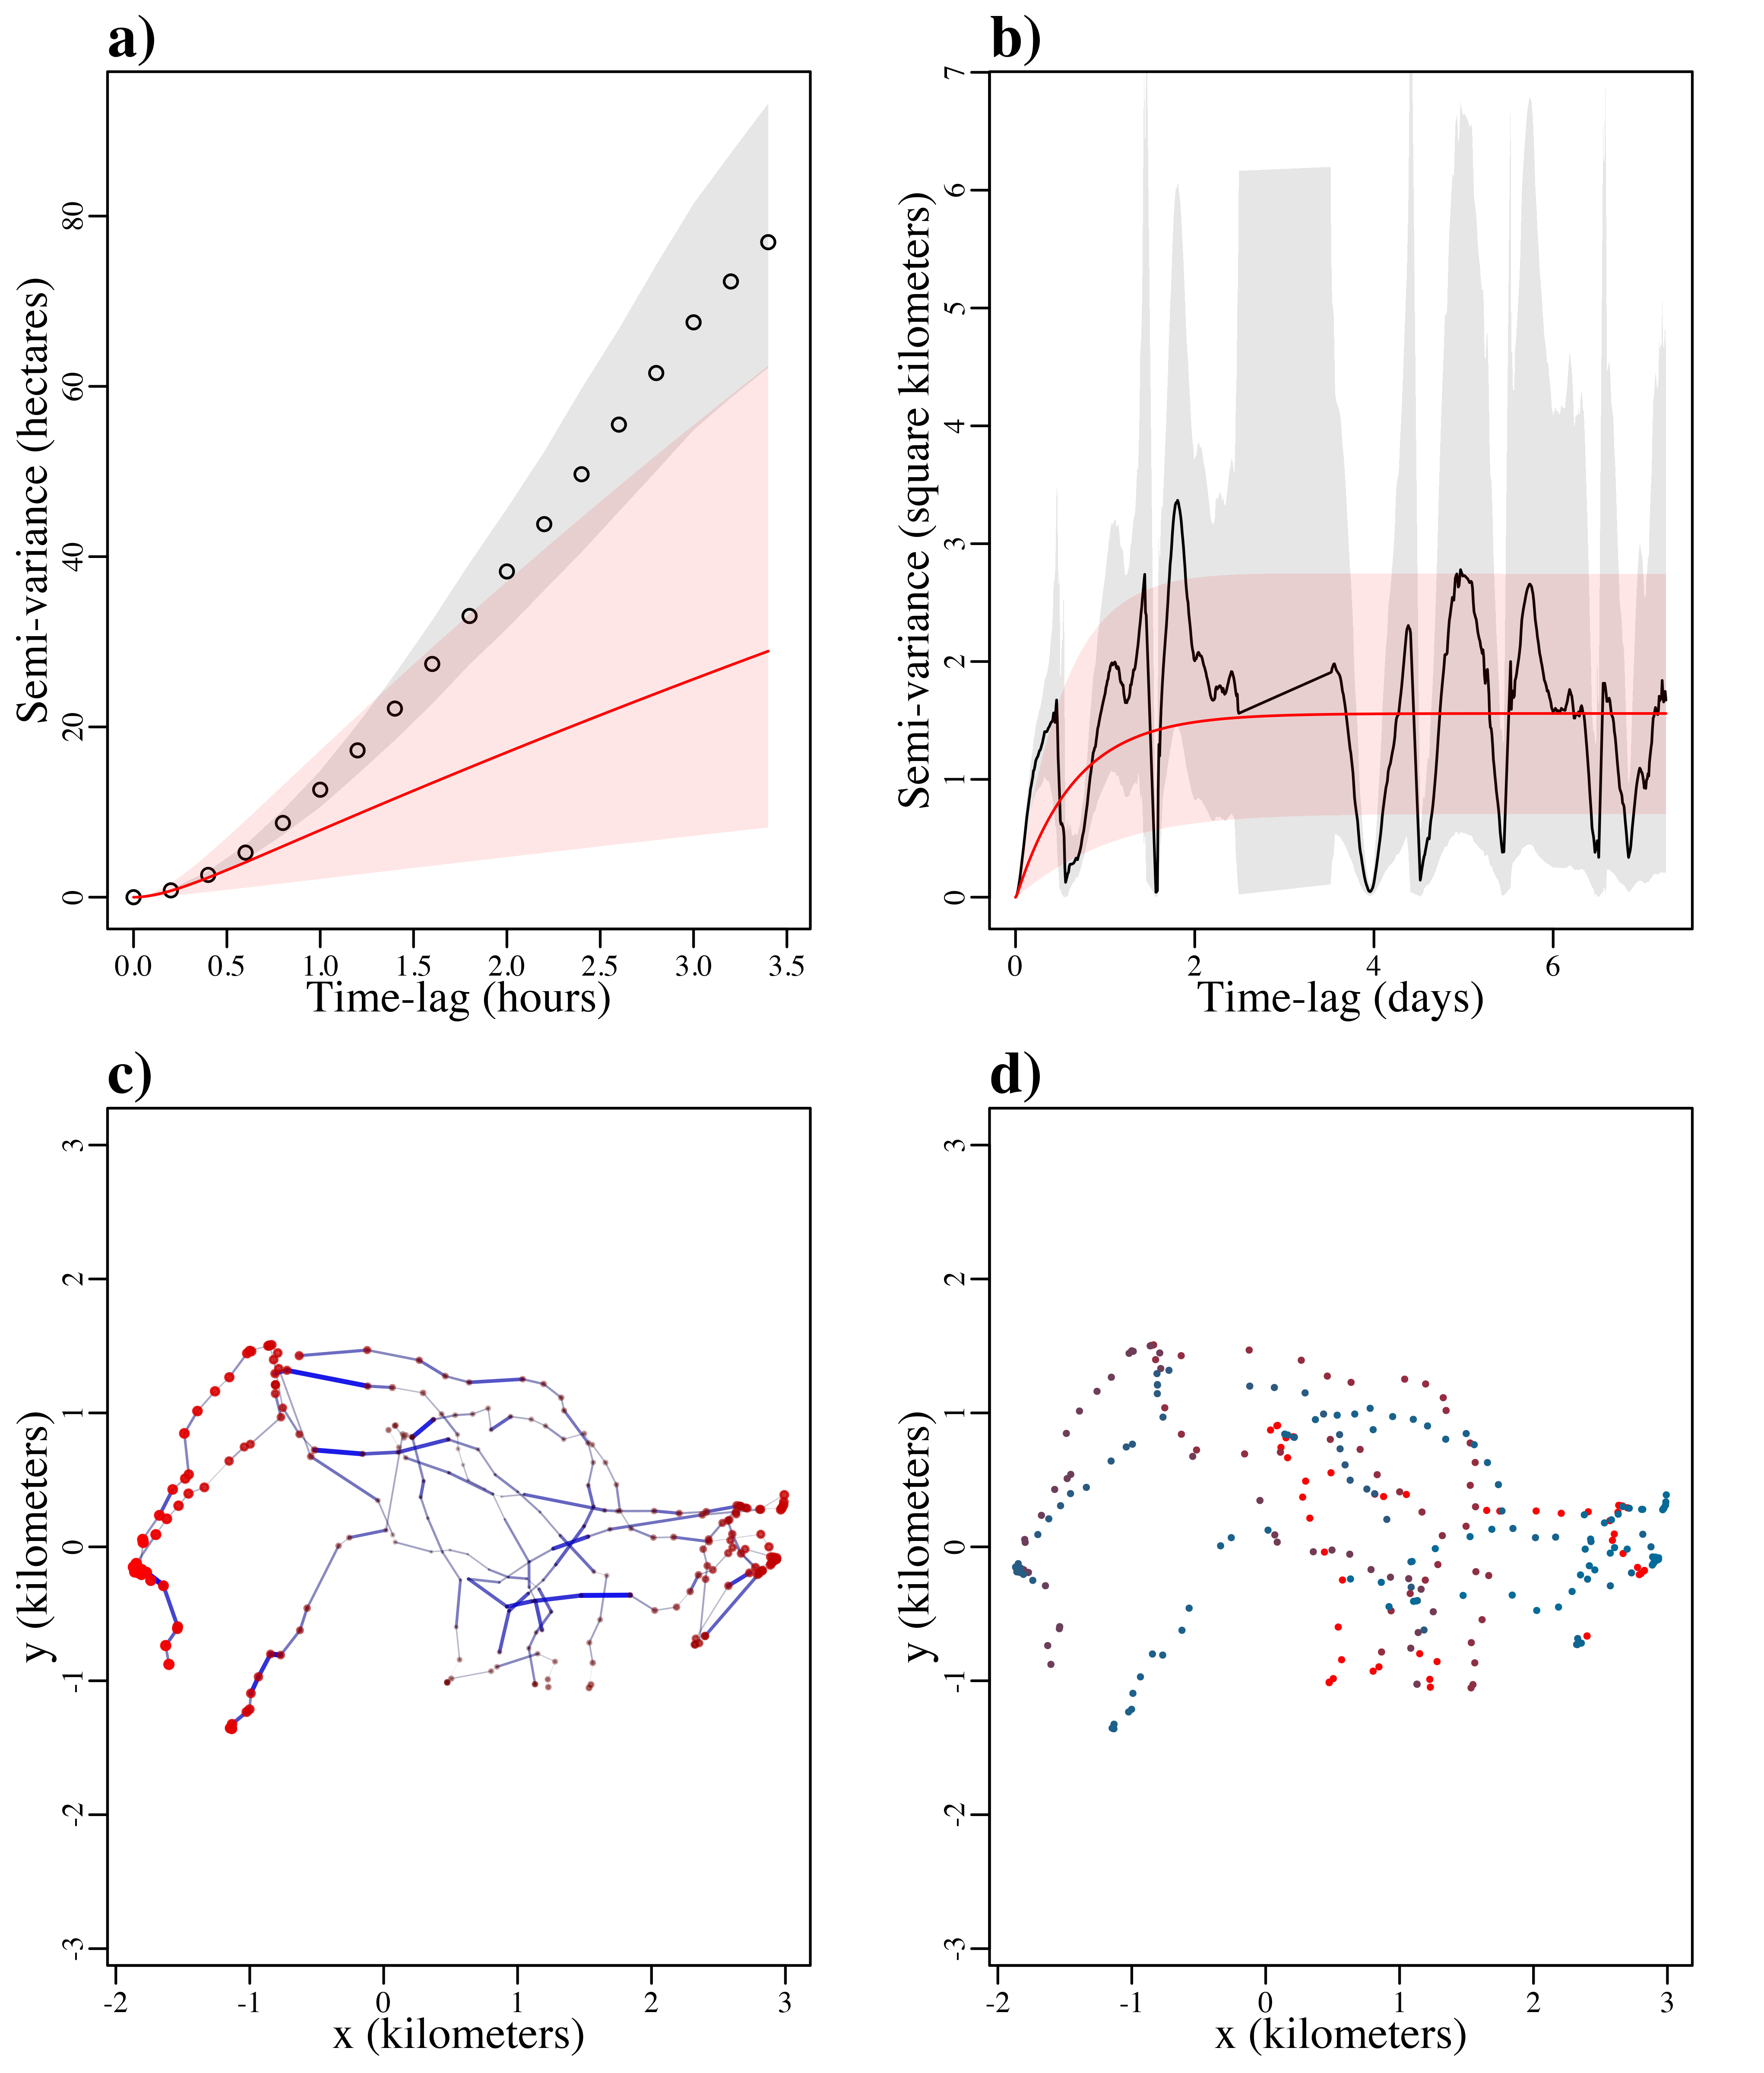 a)
Semi-variance (hectares)
0 20 40 60 80
0.0 0.5 1.0 1.5 2.0 2.5 3.0 3.5
Time-lag (hours)
b)
Semi-variance (square kilometers)
0 1 2 3 4 5 6 7
0 2 4 6
Time-lag (days)
c)
y (kilometers)
-3 -2 -1 0 1 2 3
-2 -1 0 1 2 3
x (kilometers)
d)
y (kilometers)
-3 -2 -1 0 1 2 3
-2 -1 0 1 2 3
x (kilometers)